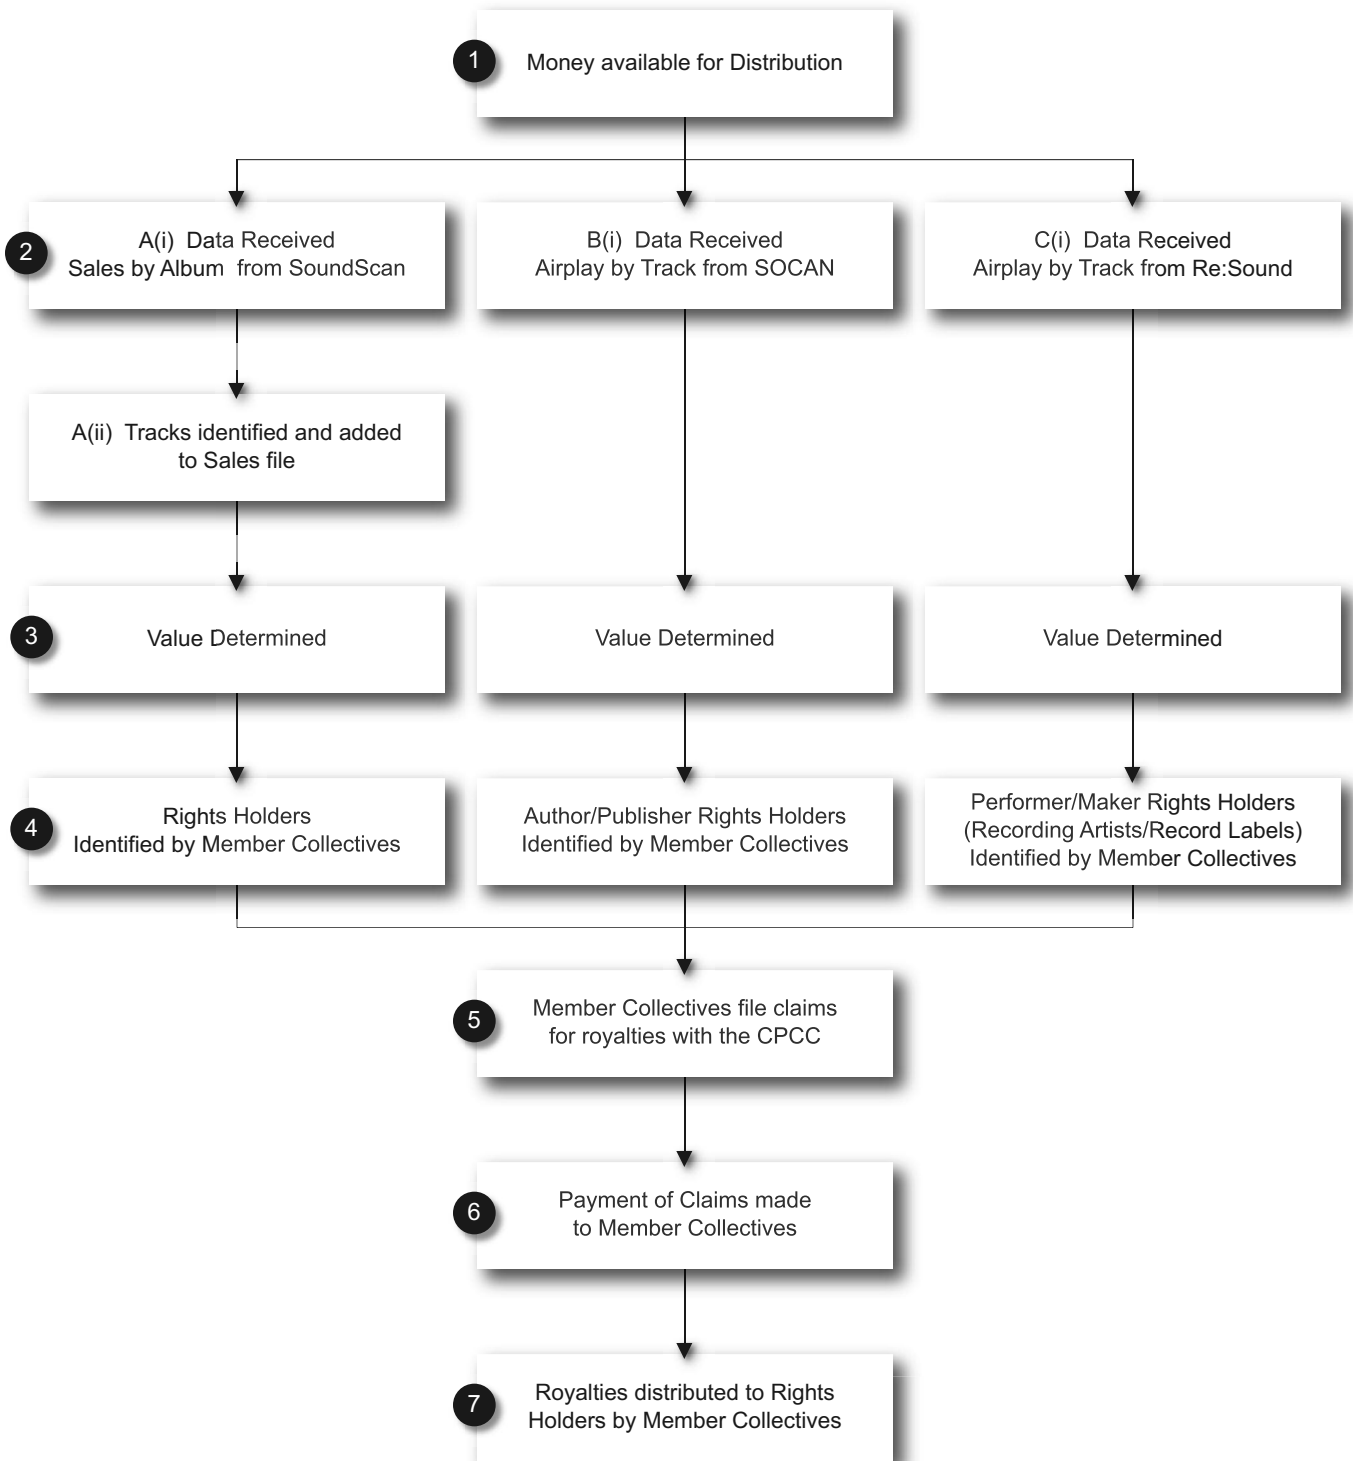 1
Money available for Distribution
2
A(i) Data Received
Sales by Album from SoundScan
B(i) Data Received
Airplay by Track from SOCAN
C(i) Data Received
Airplay by Track from Re:Sound
A(ii) Tracks identified and added
to Sales file
3
Value Determined
Value Determined
Value Determined
4
Rights Holders
Identified by Member Collectives
Author/Publisher Rights Holders
Identified by Member Collectives
Performer/Maker Rights Holders
(Recording Artists/Record Labels)
Identified by Member Collectives
5
Member Collectives file claims
for royalties with the CPCC
6
Payment of Claims made
to Member Collectives
7
Royalties distributed to Rights
Holders by Member Collectives